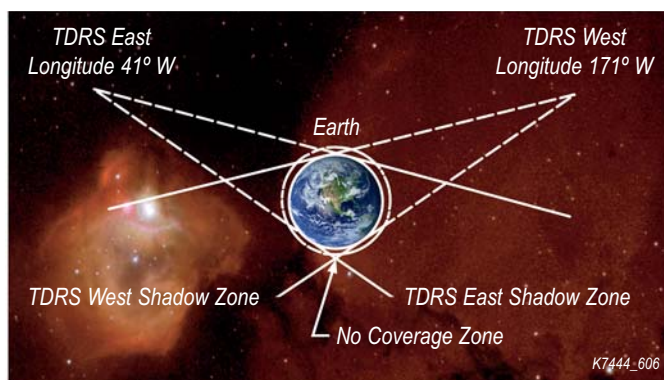 TDRS East
Longitude 41º W
TDRS West
Longitude 171º W
Earth
TDRS West Shadow Zone
TDRS East Shadow Zone
No Coverage Zone
K7444_606